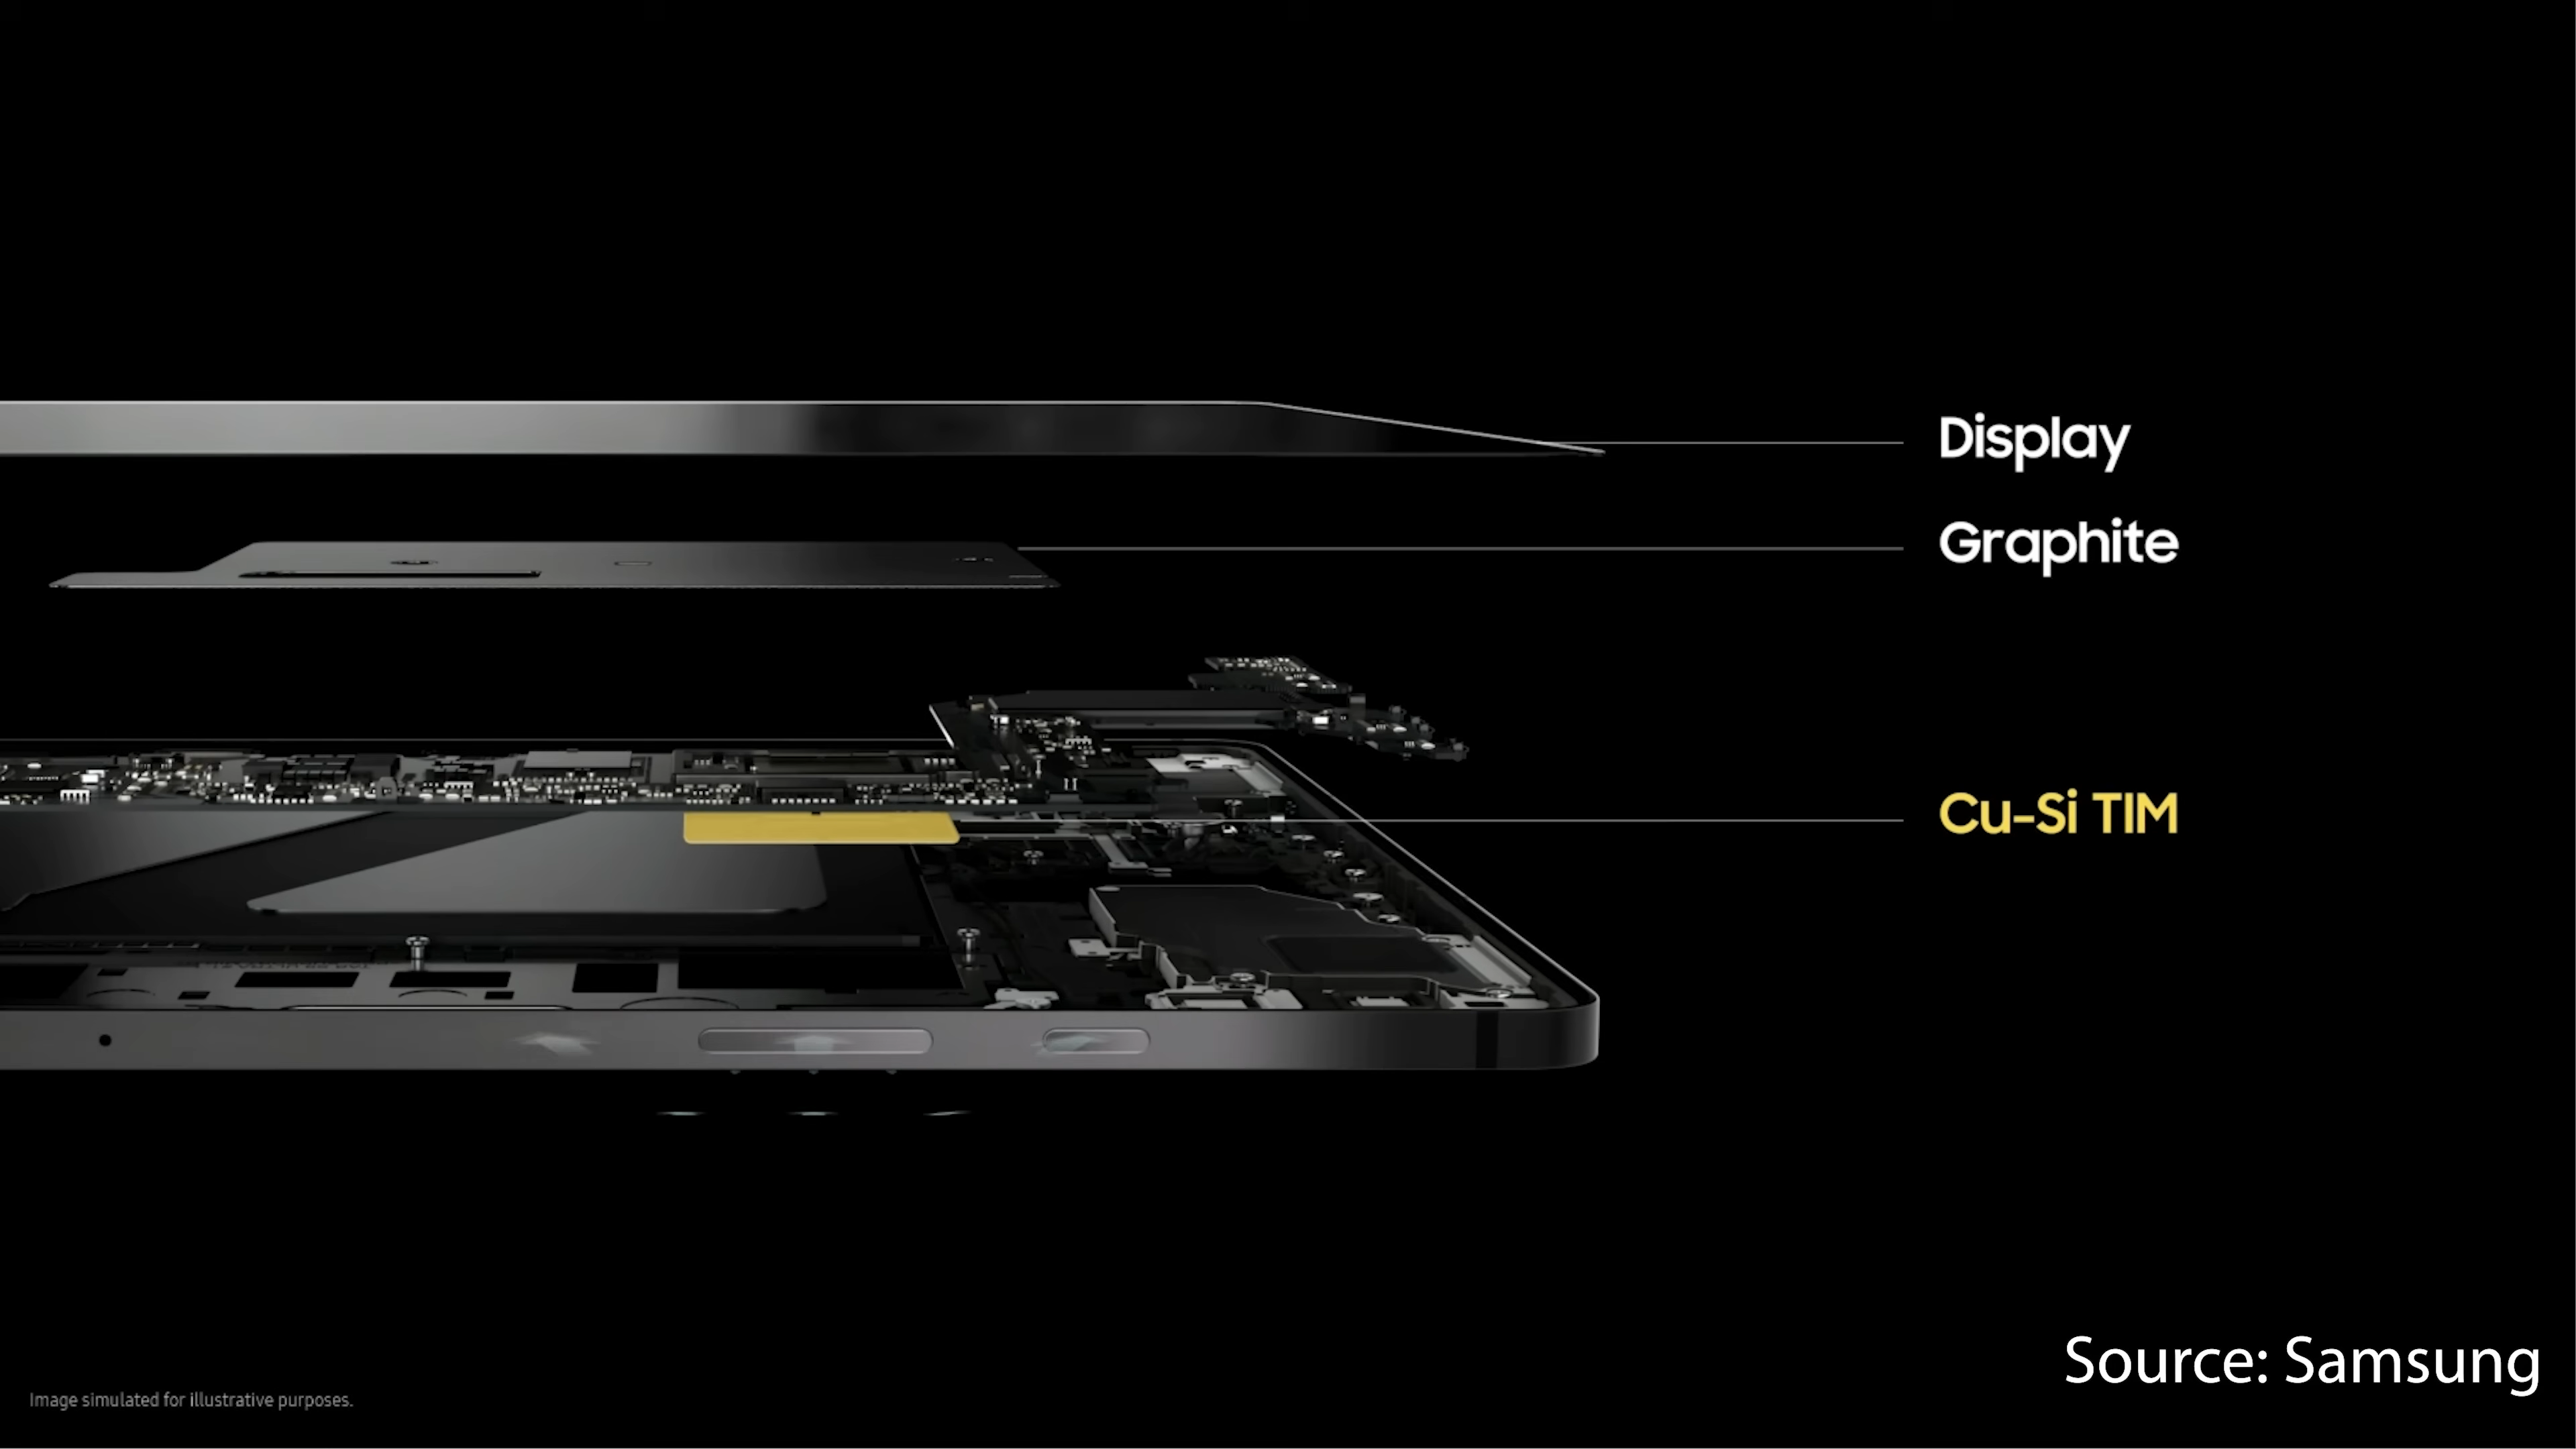 Display
Graphite
Cu-Si TIM
Source: Samsung
Image simulated for illustrative purposes.